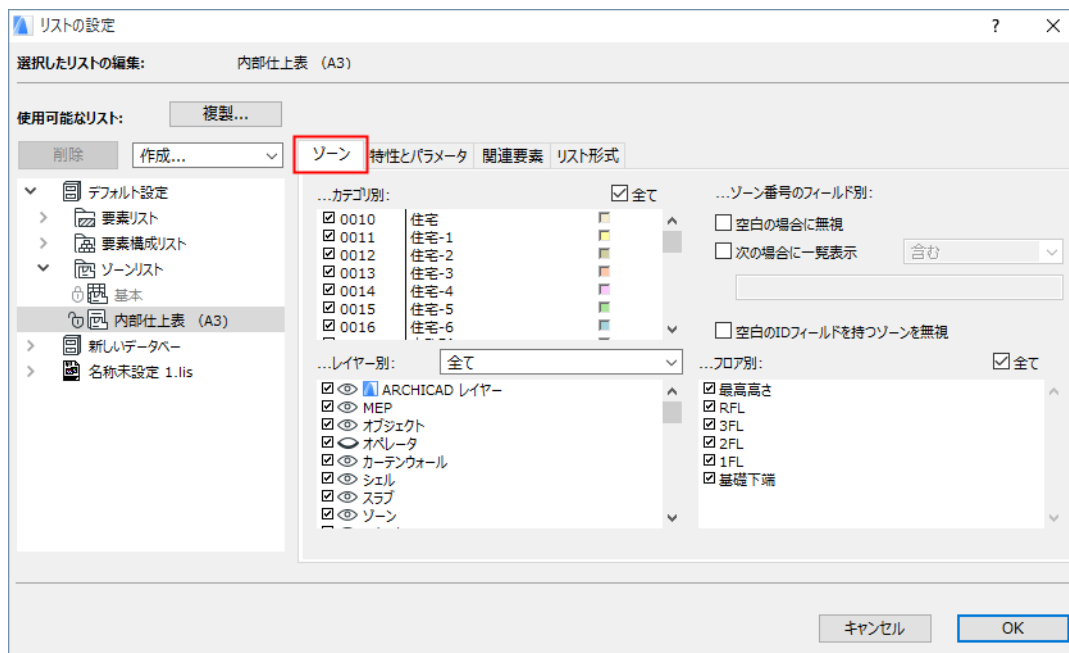 リストの設定
?
選択したリストの編集: 内部仕上表 (A3)
使用可能なリスト:
複製...
削除
作成...
デフォルト設定
要素リスト
要素構成リスト
ゾーンリスト
基本
内部仕上表 (A3)
新しいデータベー
名称未設定 1.lis
ゾーン
特性とパラメータ
関連要素
リスト形式
...カテゴリ別:
全て
0010 住宅
0011 住宅-1
0012 住宅-2
0013 住宅-3
0014 住宅-4
0015 住宅-5
0016 住宅-6
...ゾーン番号のフィールド別:
空白の場合に無視
次の場合に一覧表示
含む
空白のIDフィールドを持つゾーンを無視
...レイヤー別:
全て
ARCHICAD レイヤー
MEP
オブジェクト
オペレータ
カーテンウォール
シェル
スラブ
ゾーン
...フロア別:
全て
最高高さ
RFL
3FL
2FL
1FL
基礎下端
キャンセル
OK